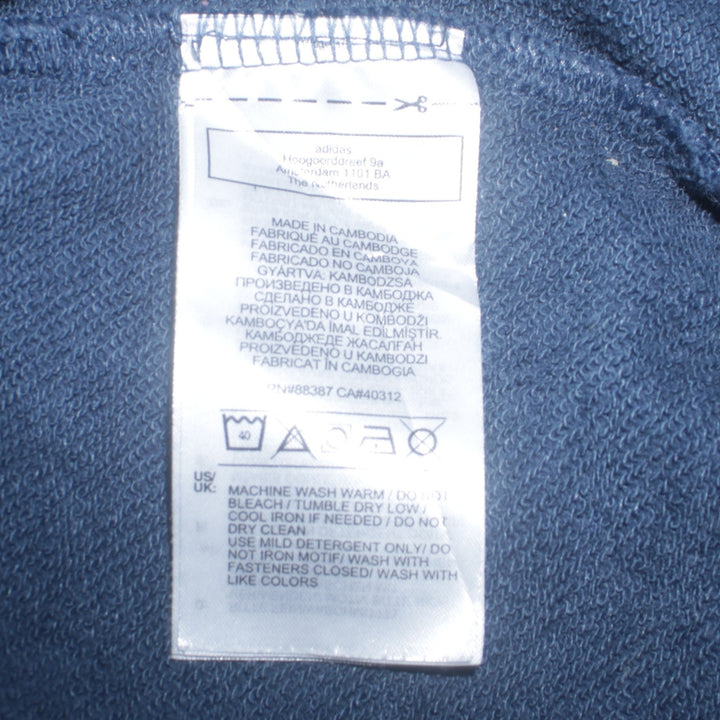 adidas
Hoogoorddreef 9a
Amsterdam 1101 BA
The Netherlands
MADE IN CAMBODIA
FABRIQUÉ AU CAMBODGE
FABRICADO EN CAMBOYA
FABRICADO NO CAMBOJA
GYÁRTVA: KAMBODZSA
ПРОИЗВЕДЕНО В КАМБОДЖА
СДЕЛАНО В КАМБОДЖЕ
PROIZVEDENO U KOMBODŽI
KAMBOÇYA'DA İMAL EDİLMİŞTİR.
КАМБОДЖЕДЕ ЖАСАЛҒАН
PROIZVEDENO U KAMBODŽI
FABRICAT ÎN CAMBOGIA
RN#88387 CA#40312
40
US/
UK:
MACHINE WASH WARM / DO NOT
BLEACH / TUMBLE DRY LOW /
COOL IRON IF NEEDED / DO NOT
DRY CLEAN
USE MILD DETERGENT ONLY/ DO
NOT IRON MOTIF/ WASH WITH
FASTENERS CLOSED/ WASH WITH
LIKE COLORS